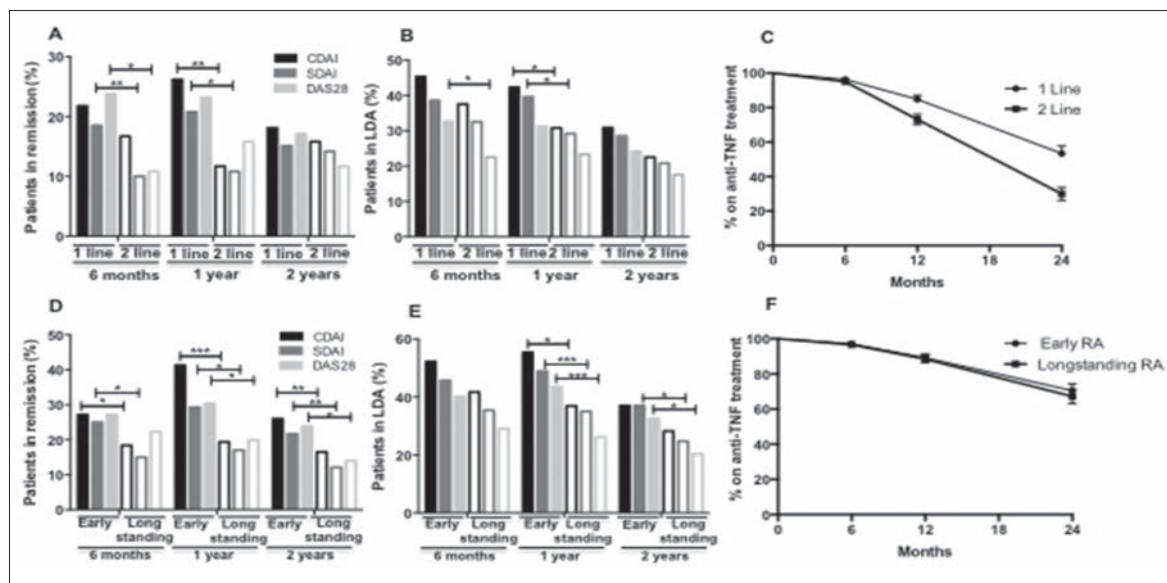 A
Patients in remission (%)
30
20
10
0
CDAI
SDAI
DAS28
1 line 2 line 1 line 2 line 1 line 2 line
6 months 1 year 2 years
B
Patients in LDA (%)
50
40
30
20
10
0
1 line 2 line 1 line 2 line 1 line 2 line
6 months 1 year 2 years
C
% on anti-TNF treatment
100
80
60
40
20
0
1 Line
2 Line
0 6 12 18 24
Months
D
Patients in remission (%)
50
40
30
20
10
0
CDAI
SDAI
DAS28
Early Long Early Long Early Long
standing standing standing
6 months 1 year 2 years
E
Patients in LDA (%)
60
40
20
0
Early Long Early Long Early Long
standing standing standing
6 months 1 year 2 years
F
% on anti-TNF treatment
100
80
60
40
20
0
Early RA
Longstanding RA
0 6 12 18 24
Months